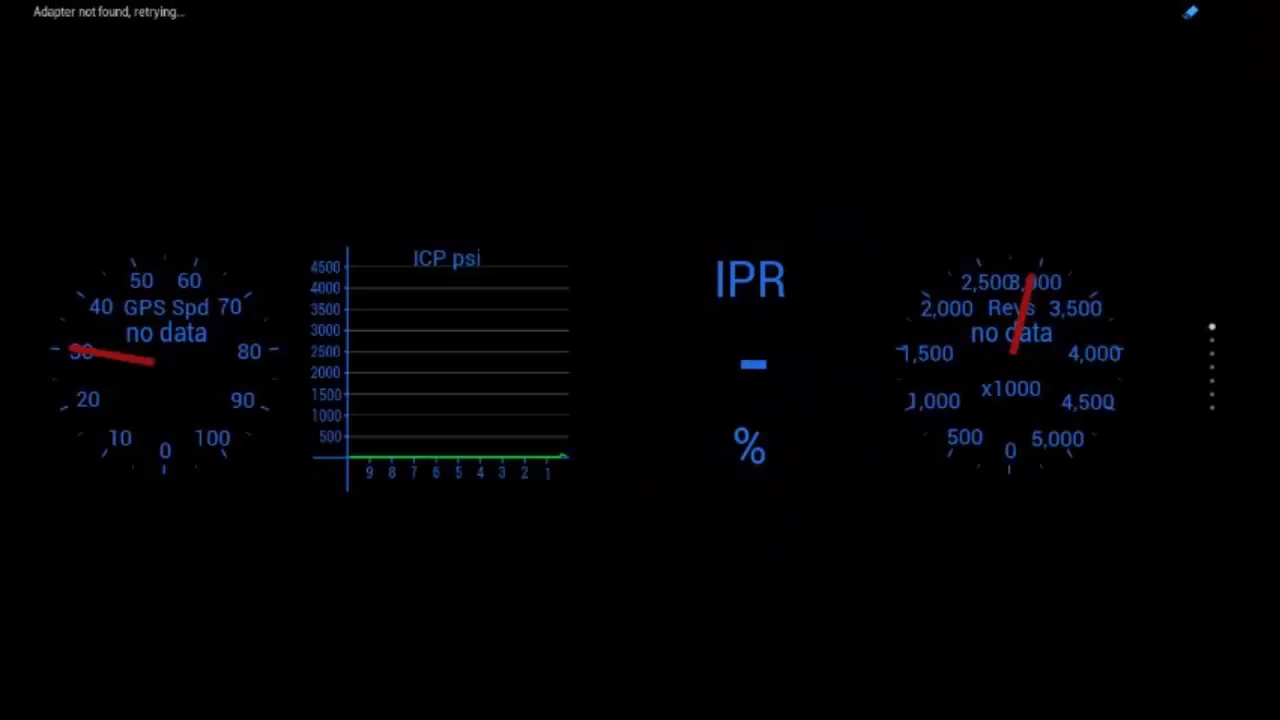 Adapter not found, retrying...
50 60
40 GPS Spd 70
no data
30 80
20 90
10 100
0
ICP psi
4500
4000
3500
3000
2500
2000
1500
1000
500
9 8 7 6 5 4 3 2 1
IPR
-
%
2,500 3,000
2,000 Revs 3,500
no data
1,500 4,000
x1000
1,000 4,500
500 5,000
0